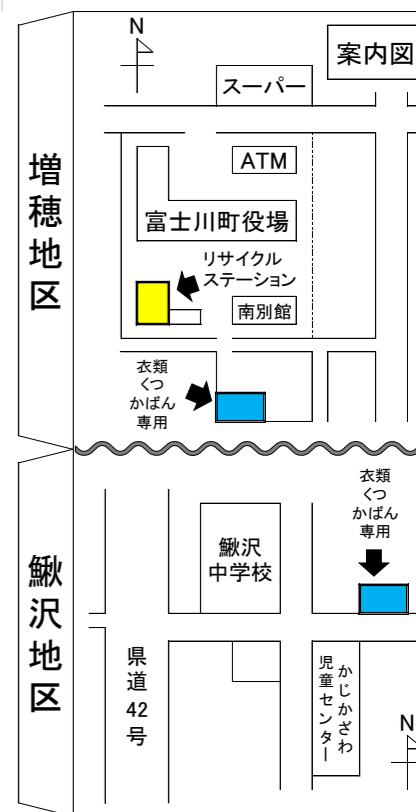 N
案内図
スーパー
増穂地区
ATM
富士川町役場
リサイクル
ステーション
南別館
衣類
くつ
かばん
専用
鰍沢地区
衣類
くつ
かばん
専用
鰍沢
中学校
県道42号
かじかざわ
児童センター
N